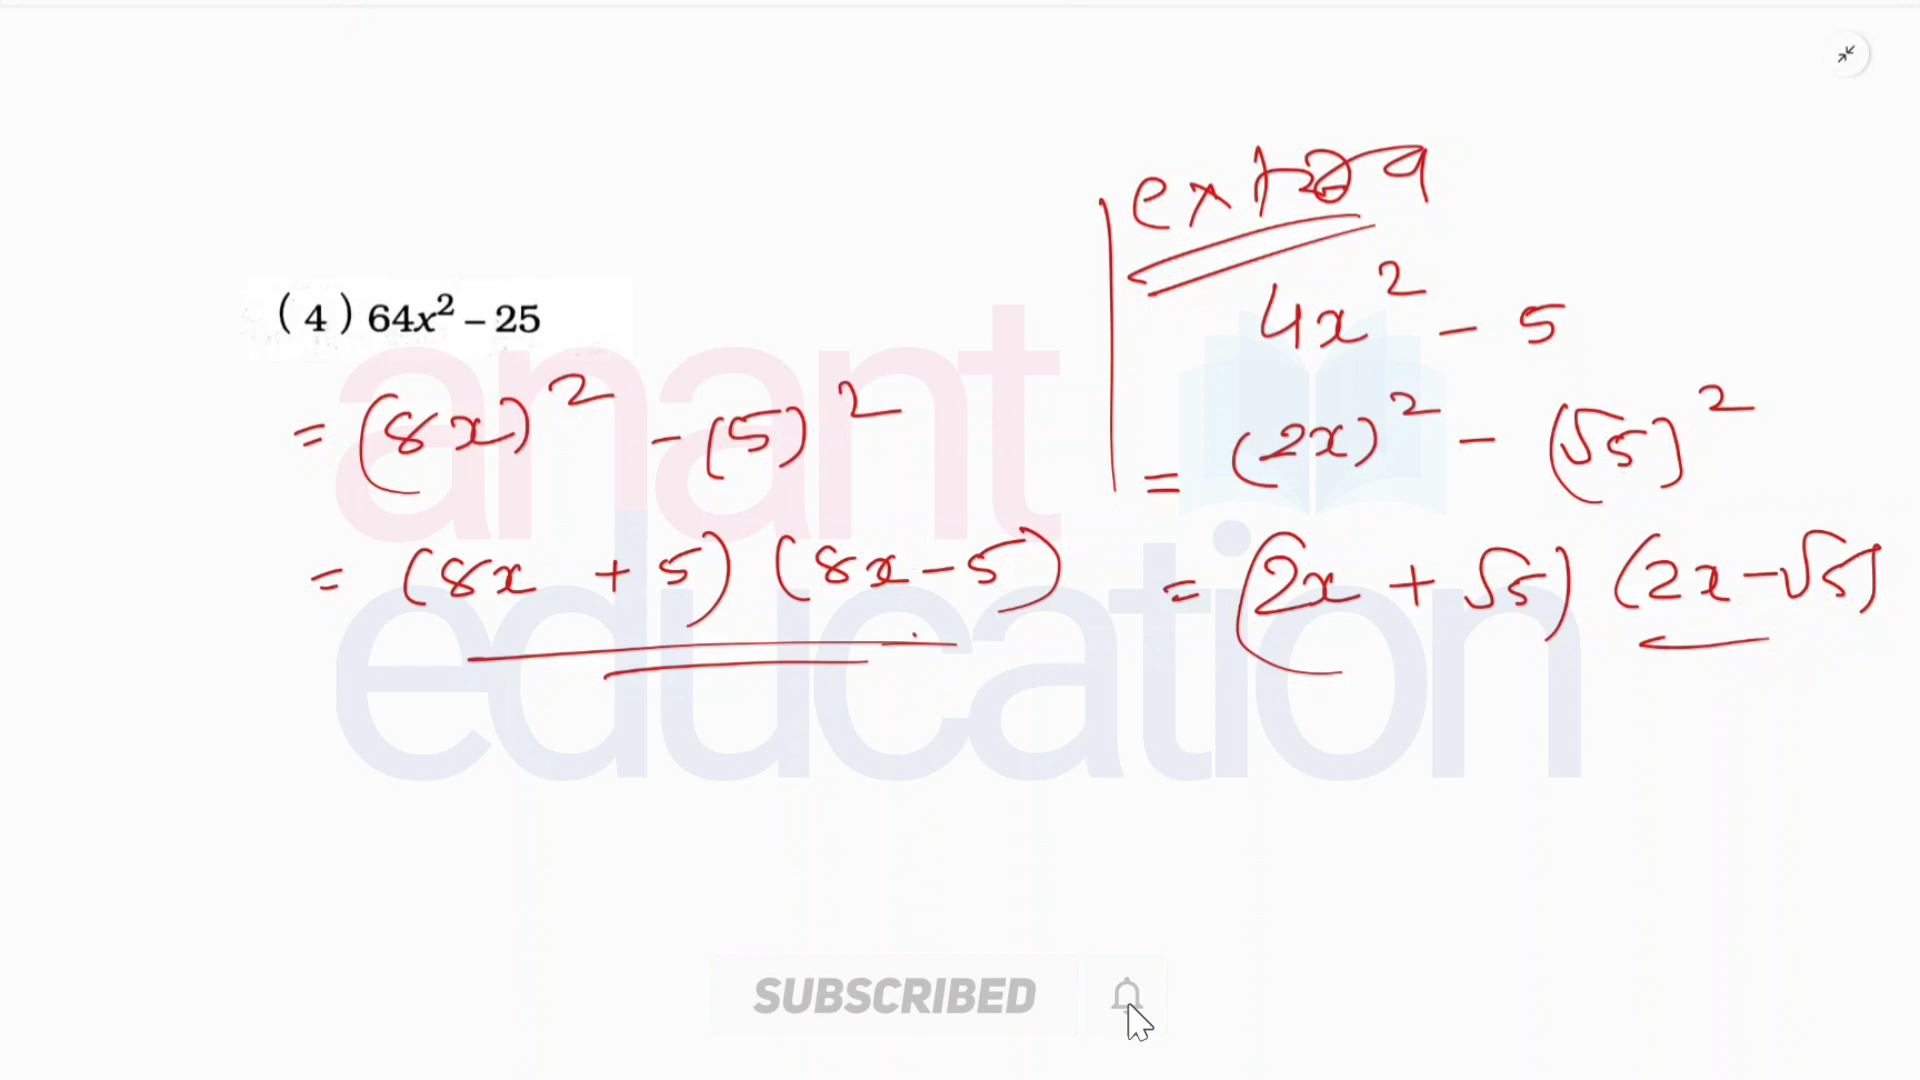 (4) 64x² – 25
= (8x)² - (5)²
= (8x + 5) (8x - 5)
extra
4x² - 5
= (2x)² - (√5)²
= (2x + √5) (2x - √5)
anant
education
SUBSCRIBED